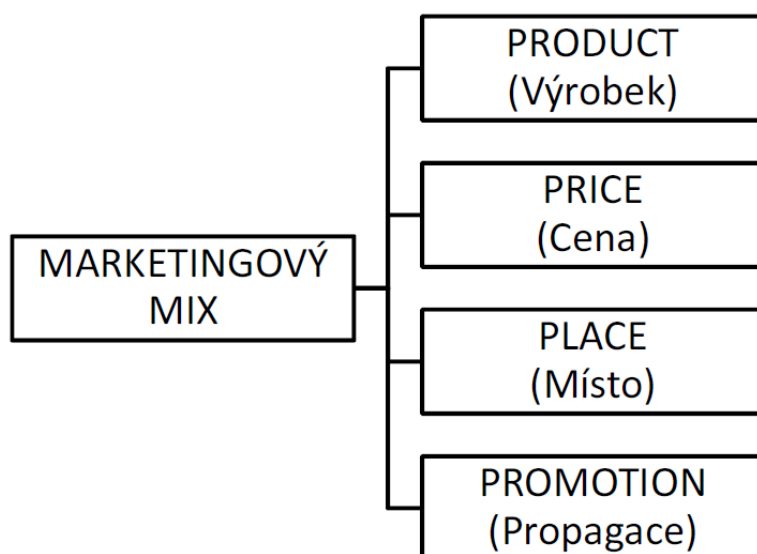 PRODUCT
(Výrobek)
PRICE
(Cena)
MARKETINGOVÝ
MIX
PLACE
(Místo)
PROMOTION
(Propagace)